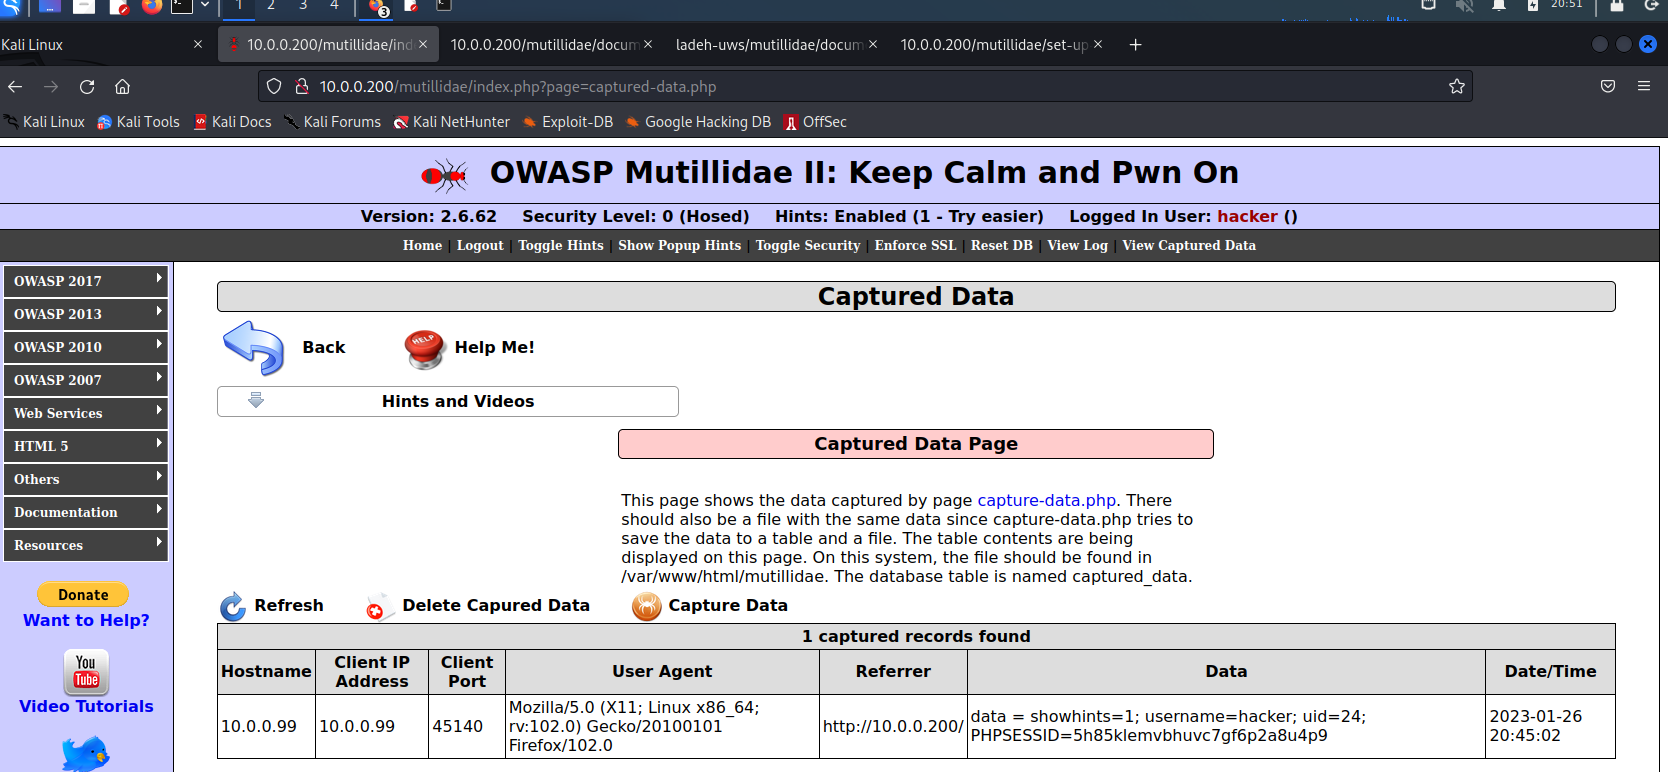 1 2 3 4 3 20:51
Kali Linux 10.0.0.200/mutillidae/ind 10.0.0.200/mutillidae/docum ladeh-uws/mutillidae/docum 10.0.0.200/mutillidae/set-up
10.0.0.200/mutillidae/index.php?page=captured-data.php
Kali Linux Kali Tools Kali Docs Kali Forums Kali NetHunter Exploit-DB Google Hacking DB OffSec
OWASP Mutillidae II: Keep Calm and Pwn On
Version: 2.6.62 Security Level: 0 (Hosed) Hints: Enabled (1 - Try easier) Logged In User: hacker ()
Home | Logout | Toggle Hints | Show Popup Hints | Toggle Security | Enforce SSL | Reset DB | View Log | View Captured Data
OWASP 2017
OWASP 2013
OWASP 2010
OWASP 2007
Web Services
HTML 5
Others
Documentation
Resources
Donate
Want to Help?
You Tube
Video Tutorials
Captured Data
Back HELP Help Me!
Hints and Videos
Captured Data Page
This page shows the data captured by page capture-data.php. There
should also be a file with the same data since capture-data.php tries to
save the data to a table and a file. The table contents are being
displayed on this page. On this system, the file should be found in
/var/www/html/mutillidae. The database table is named captured_data.
Refresh Delete Capured Data Capture Data
1 captured records found
Hostname Client IP Address Client Port User Agent Referrer Data Date/Time
10.0.0.99 10.0.0.99 45140 Mozilla/5.0 (X11; Linux x86_64; rv:102.0) Gecko/20100101 Firefox/102.0 http://10.0.0.200/ data = showhints=1; username=hacker; uid=24; PHPSESSID=5h85klemvbhuvc7gf6p2a8u4p9 2023-01-26 20:45:02